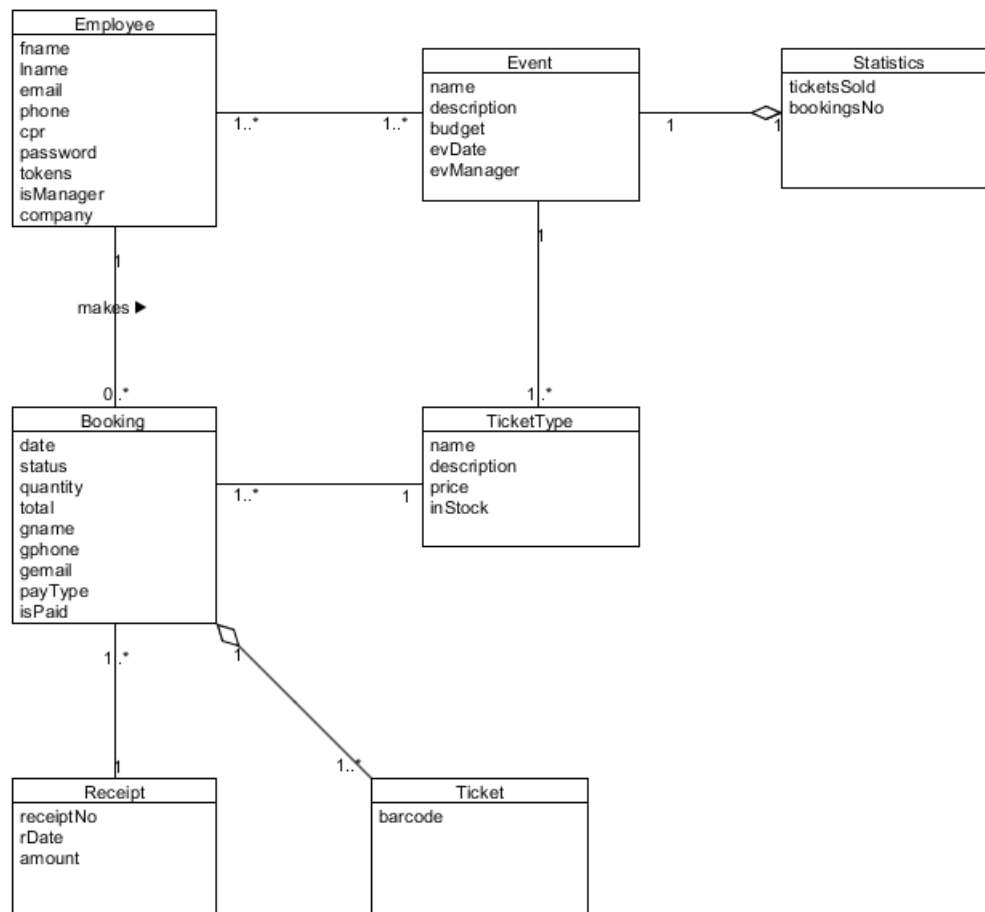 Employee
fname
lname
email
phone
cpr
password
tokens
isManager
company
1..*
1..*
Event
name
description
budget
evDate
evManager
1
1
Statistics
ticketsSold
bookingsNo
1
makes ►
0..*
1
1..*
Booking
date
status
quantity
total
gname
gphone
gemail
payType
isPaid
1..*
1
TicketType
name
description
price
inStock
1..*
1
1
1..*
Receipt
receiptNo
rDate
amount
Ticket
barcode